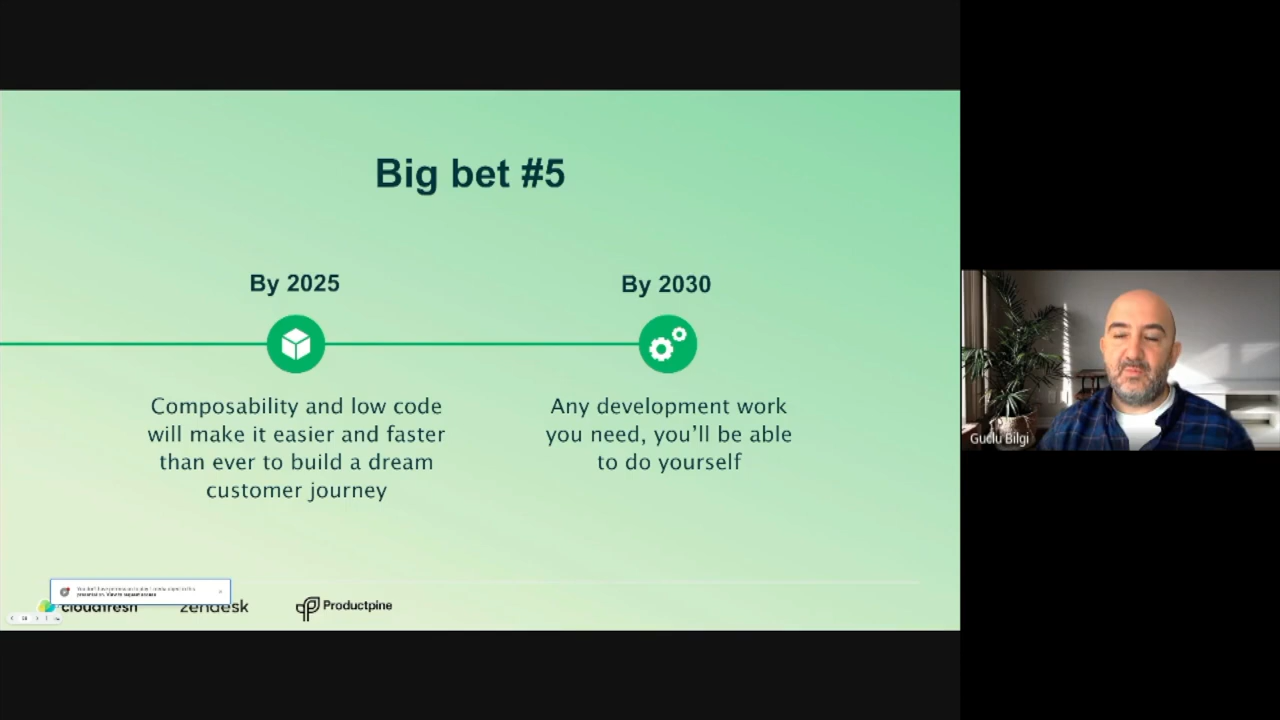 Big bet #5
By 2025
By 2030
Composability and low code
will make it easier and faster
than ever to build a dream
customer journey
Any development work
you need, you’ll be able
to do yourself
cloudfresh
zendesk
Productpine
Guclu Bilgi